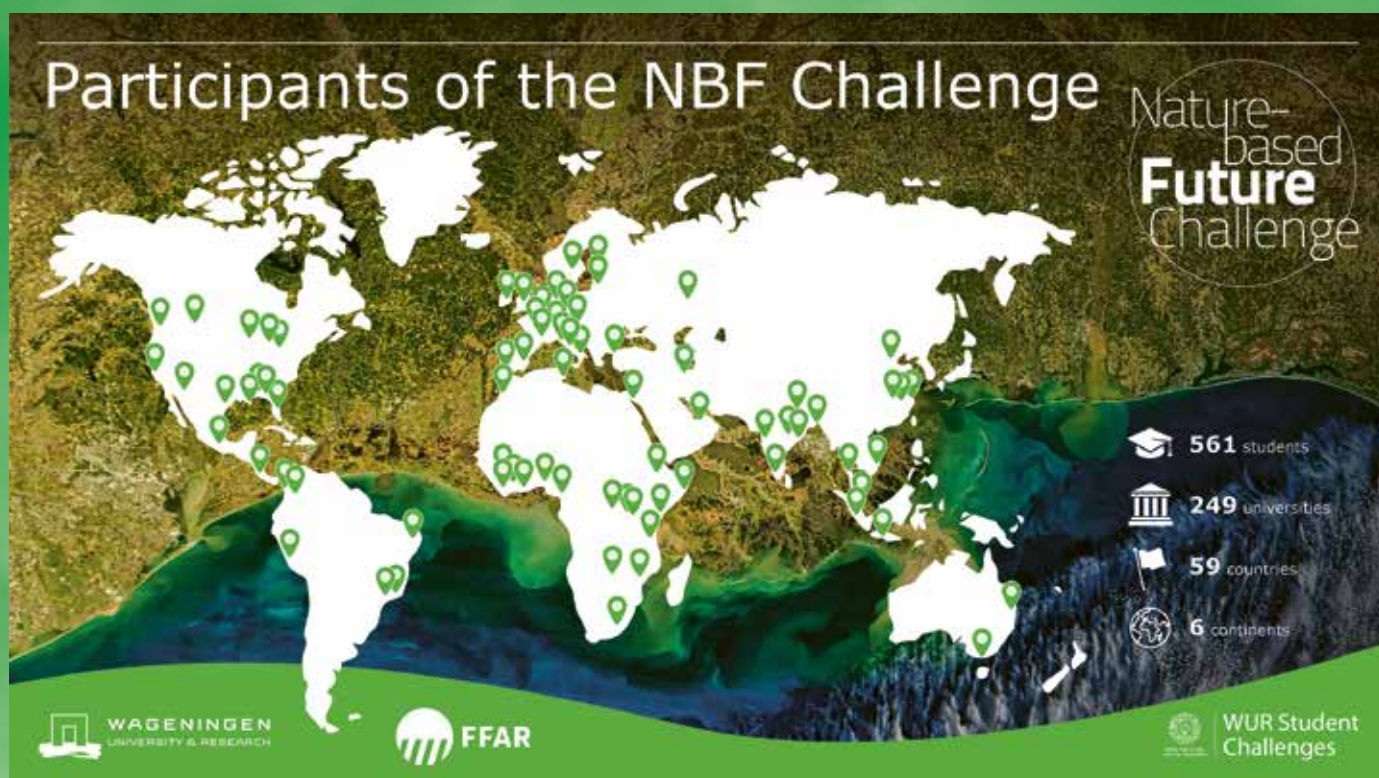 Participants of the NBF Challenge
Nature-
based
Future
Challenge
561 students
249 universities
59 countries
6 continents
WAGENINGEN
UNIVERSITY & RESEARCH
FFAR
WUR Student
Challenges